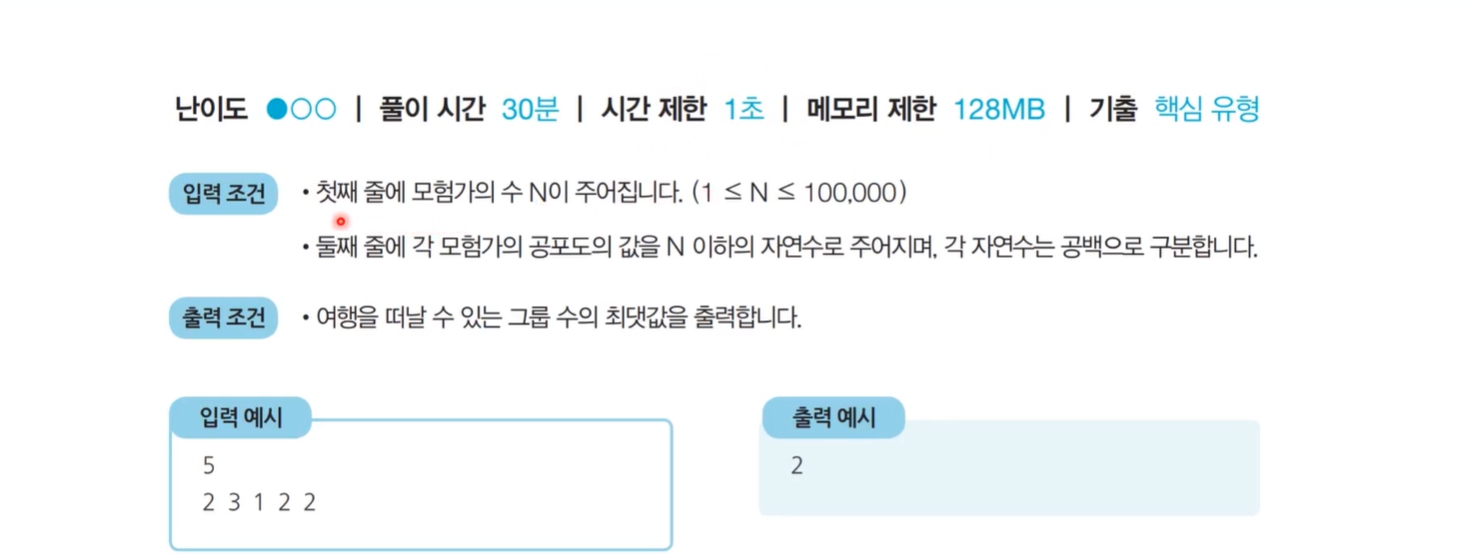 난이도 ●○○ | 풀이 시간 30분 | 시간 제한 1초 | 메모리 제한 128MB | 기출 핵심 유형
입력 조건 • 첫째 줄에 모험가의 수 N이 주어집니다. (1 ≤ N ≤ 100,000)
• 둘째 줄에 각 모험가의 공포도의 값을 N 이하의 자연수로 주어지며, 각 자연수는 공백으로 구분합니다.
출력 조건 • 여행을 떠날 수 있는 그룹 수의 최댓값을 출력합니다.
입력 예시
5
2 3 1 2 2
출력 예시
2